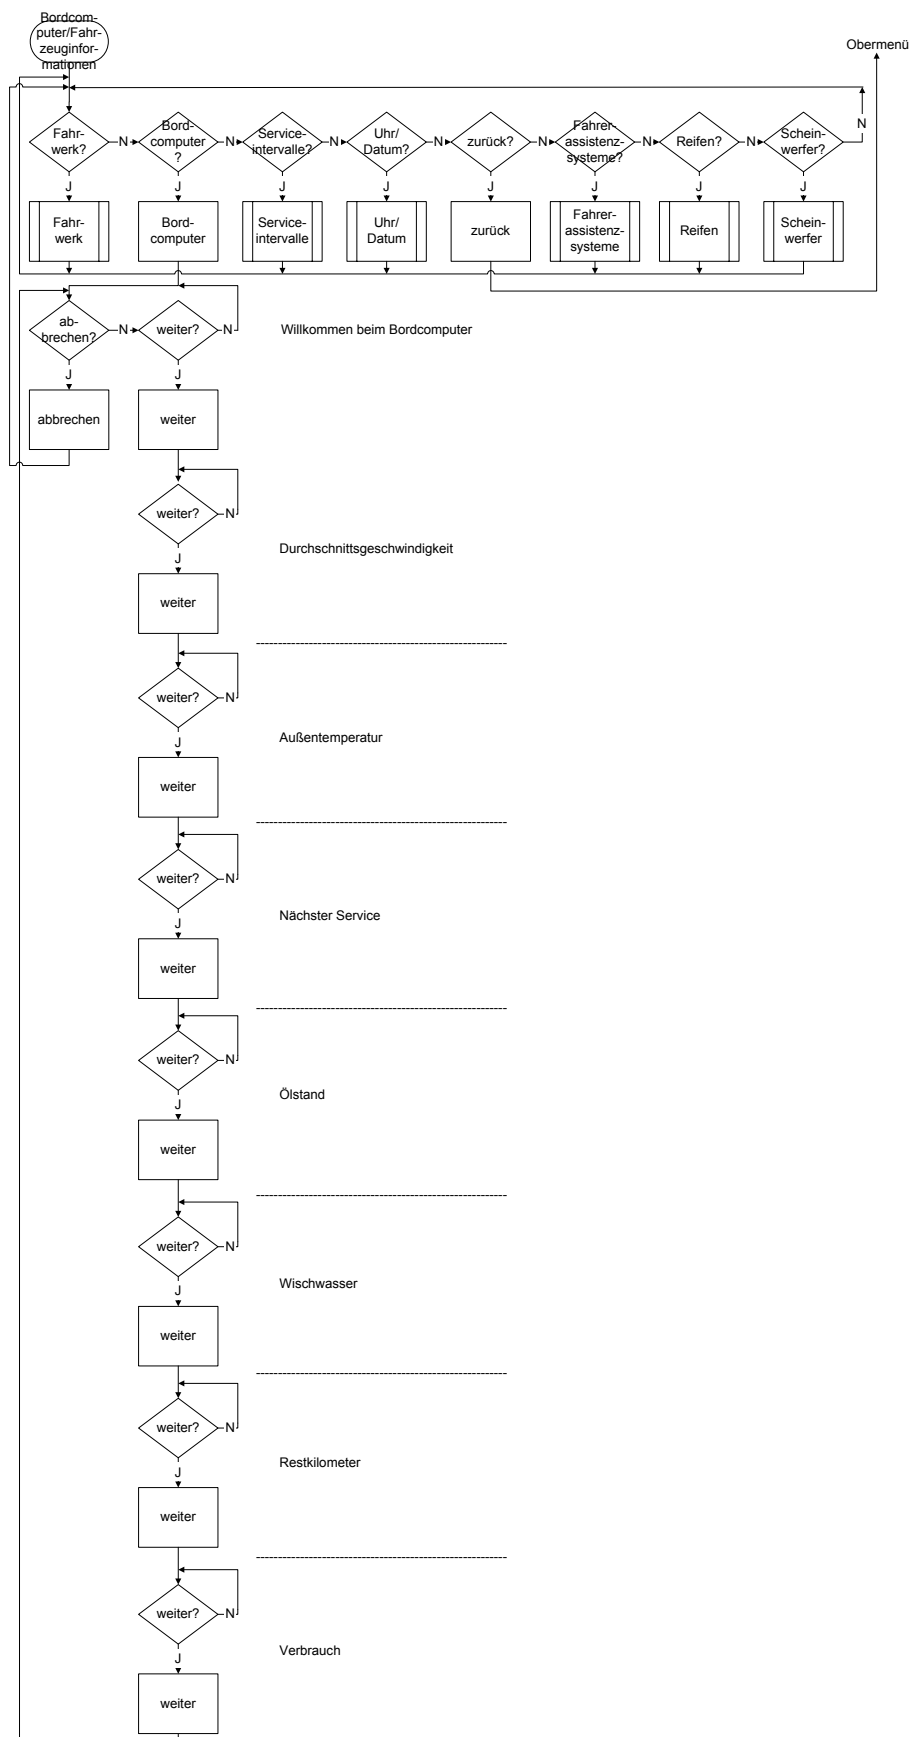 Bordcom-
puter/Fahr-
zeuginfor-
mationen
Obermenü
Fahr-
werk?
N
Bord-
computer
?
N
Service-
intervalle?
N
Uhr/
Datum?
N
zurück?
N
Fahrer-
assistenz-
systeme?
N
Reifen?
N
Schein-
werfer?
N
J
J
J
J
J
J
J
J
Fahr-
werk
Bord-
computer
Service-
intervalle
Uhr/
Datum
zurück
Fahrer-
assistenz-
systeme
Reifen
Schein-
werfer
ab-
brechen?
N
weiter?
N
Willkommen beim Bordcomputer
J
J
abbrechen
weiter
weiter?
N
Durchschnittsgeschwindigkeit
J
weiter
weiter?
N
Außentemperatur
J
weiter
weiter?
N
Nächster Service
J
weiter
weiter?
N
Ölstand
J
weiter
weiter?
N
Wischwasser
J
weiter
weiter?
N
Restkilometer
J
weiter
weiter?
N
Verbrauch
J
weiter